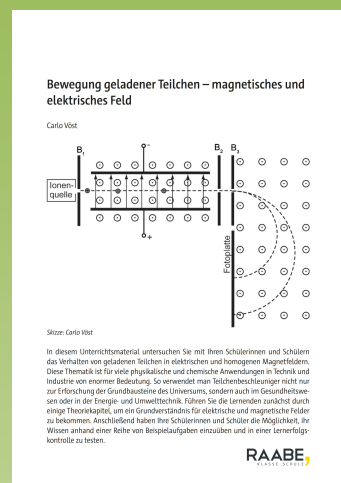 Bewegung geladener Teilchen – magnetisches und
elektrisches Feld
Carlo Vöst
B1
-
B2 B3
Ionen-
quelle
+
Fotoplatte
Skizze: Carlo Vöst
In diesem Unterrichtsmaterial untersuchen Sie mit Ihren Schülerinnen und Schülern
das Verhalten von geladenen Teilchen in elektrischen und homogenen Magnetfeldern.
Diese Thematik ist für viele physikalische und chemische Anwendungen in Technik und
Industrie von enormer Bedeutung. So verwendet man Teilchenbeschleuniger nicht nur
zur Erforschung der Grundbausteine des Universums, sondern auch im Gesundheitswe-
sen oder in der Energie- und Umwelttechnik. Führen Sie die Lernenden zunächst durch
einige Theoriekapitel, um ein Grundverständnis für elektrische und magnetische Felder
zu bekommen. Anschließend haben Ihre Schülerinnen und Schüler die Möglichkeit, ihr
Wissen anhand einer Reihe von Beispielaufgaben einzuüben und in einer Lernerfolgs-
kontrolle zu testen.
RAABE
KLASSE SCHULE